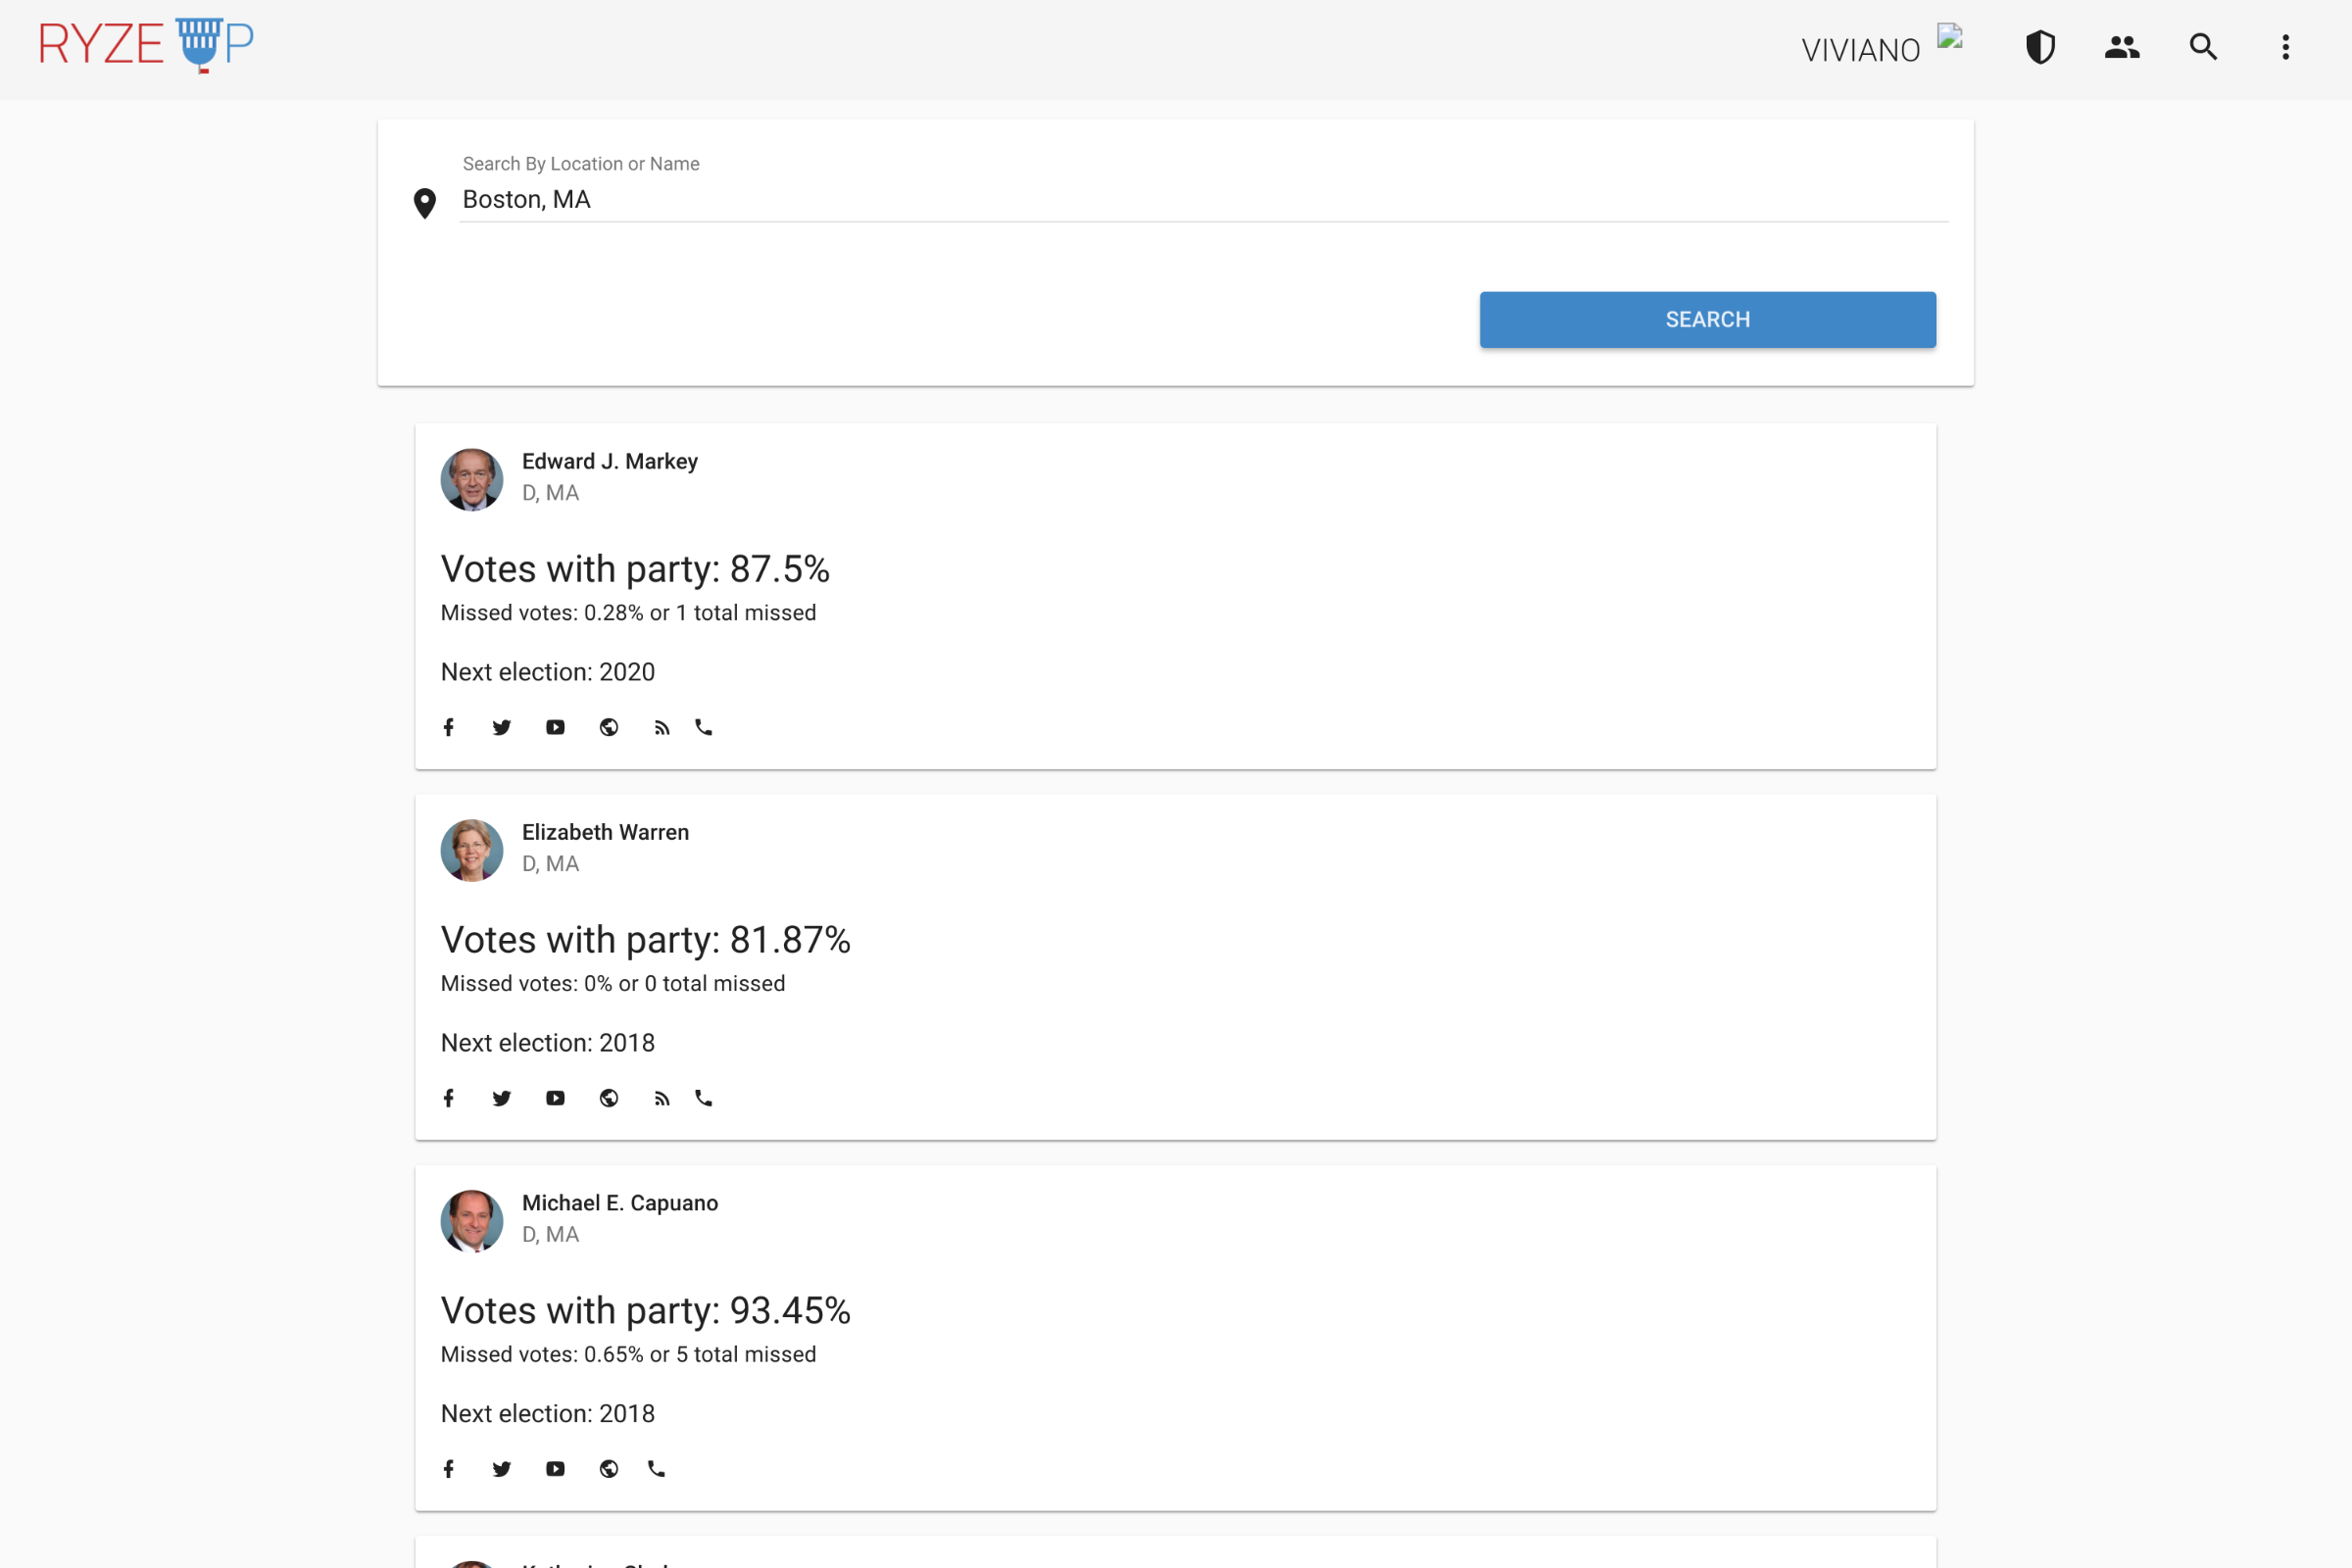 RYZE UP
VIVIANO
Search By Location or Name
Boston, MA
SEARCH
Edward J. Markey
D, MA
Votes with party: 87.5%
Missed votes: 0.28% or 1 total missed
Next election: 2020
Elizabeth Warren
D, MA
Votes with party: 81.87%
Missed votes: 0% or 0 total missed
Next election: 2018
Michael E. Capuano
D, MA
Votes with party: 93.45%
Missed votes: 0.65% or 5 total missed
Next election: 2018